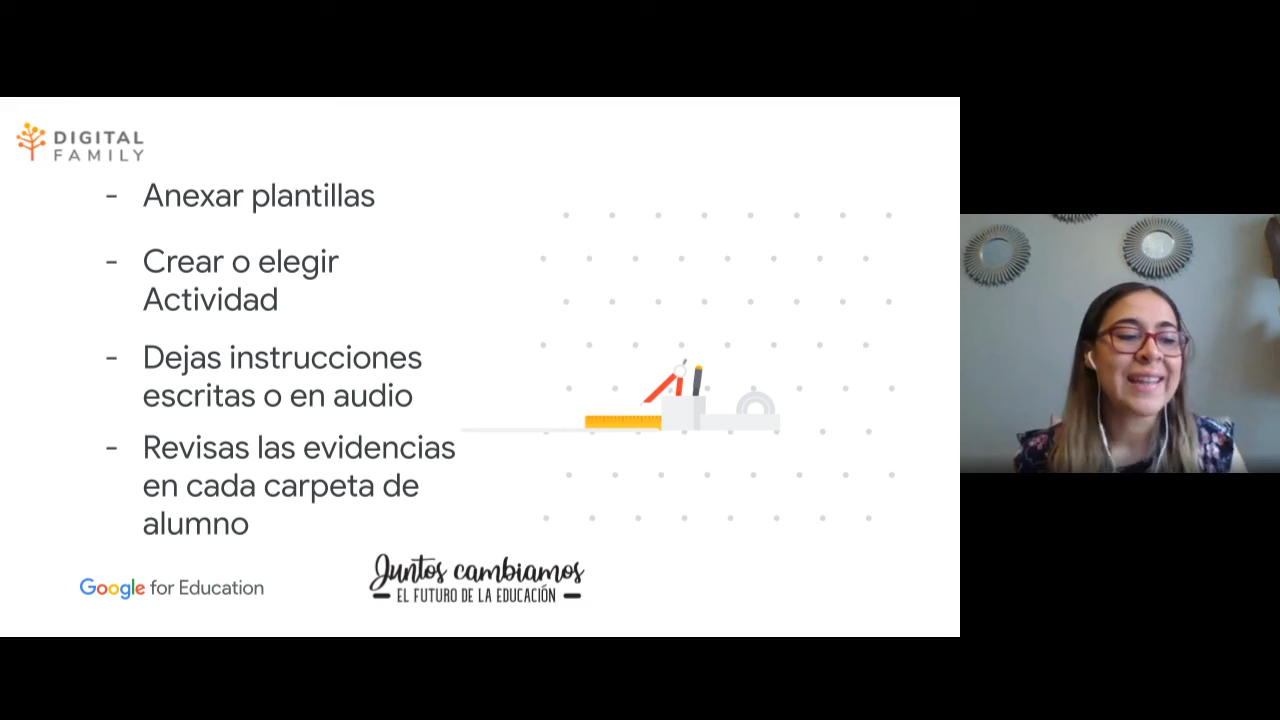 DIGITAL
FAMILY
- Anexar plantillas
- Crear o elegir
Actividad
- Dejas instrucciones
escritas o en audio
- Revisas las evidencias
en cada carpeta de
alumno
Google for Education
Juntos cambiamos
EL FUTURO DE LA EDUCACIÓN